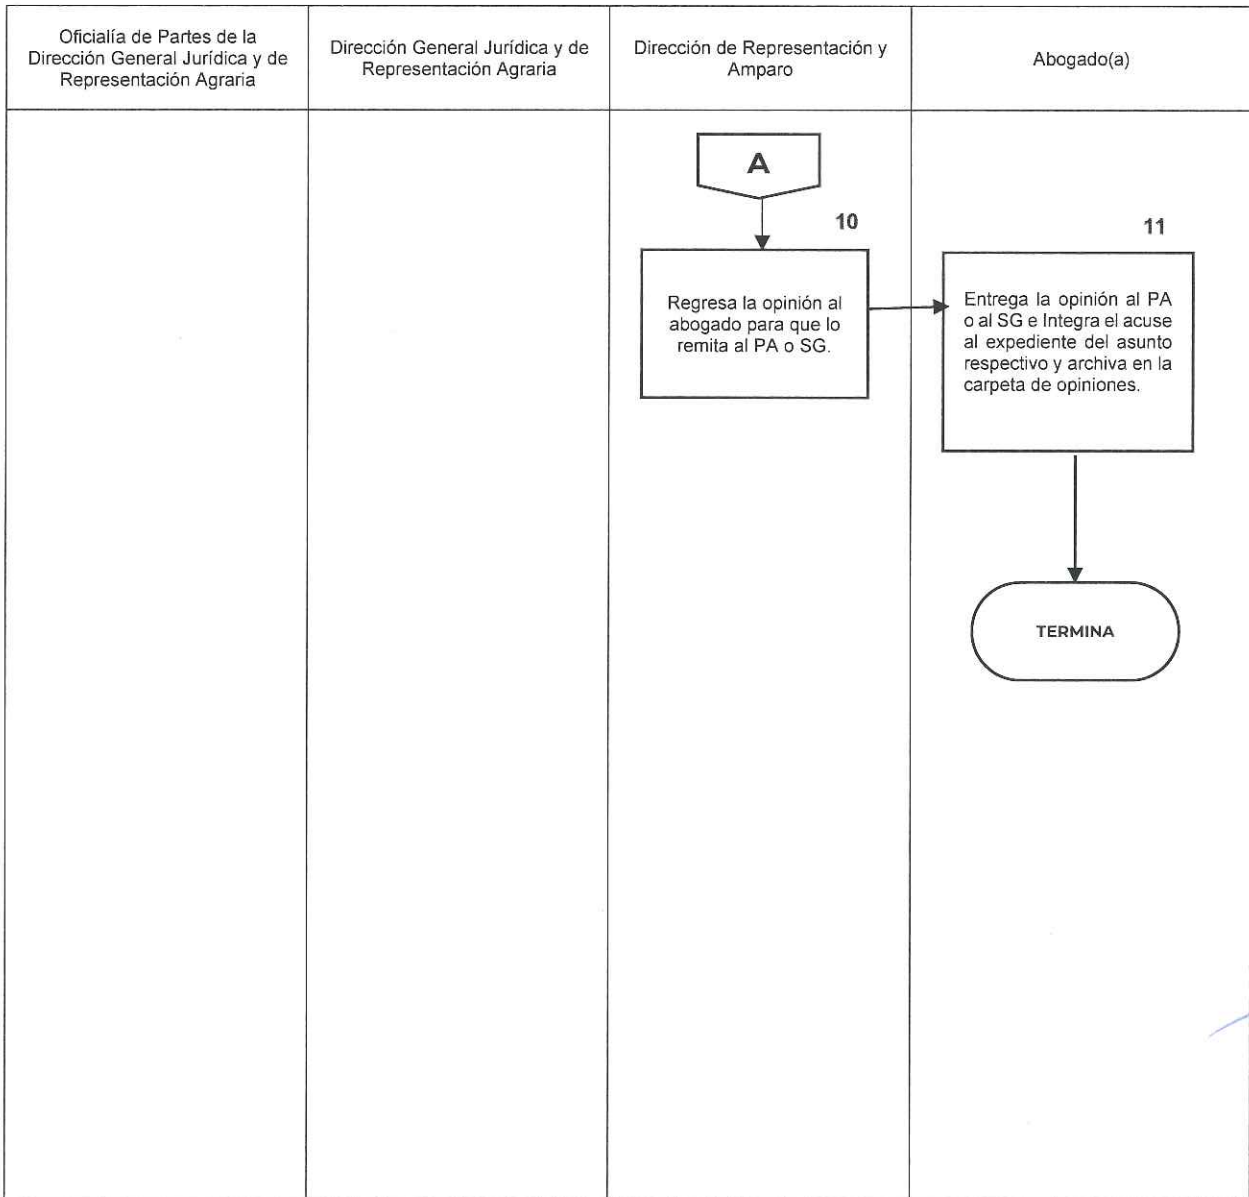 Oficialía de Partes de la
Dirección General Jurídica y de
Representación Agraria
Dirección General Jurídica y de
Representación Agraria
Dirección de Representación y
Amparo
Abogado(a)
A
10
Regresa la opinión al
abogado para que lo
remita al PA o SG.
11
Entrega la opinión al PA
o al SG e Integra el acuse
al expediente del asunto
respectivo y archiva en la
carpeta de opiniones.
TERMINA